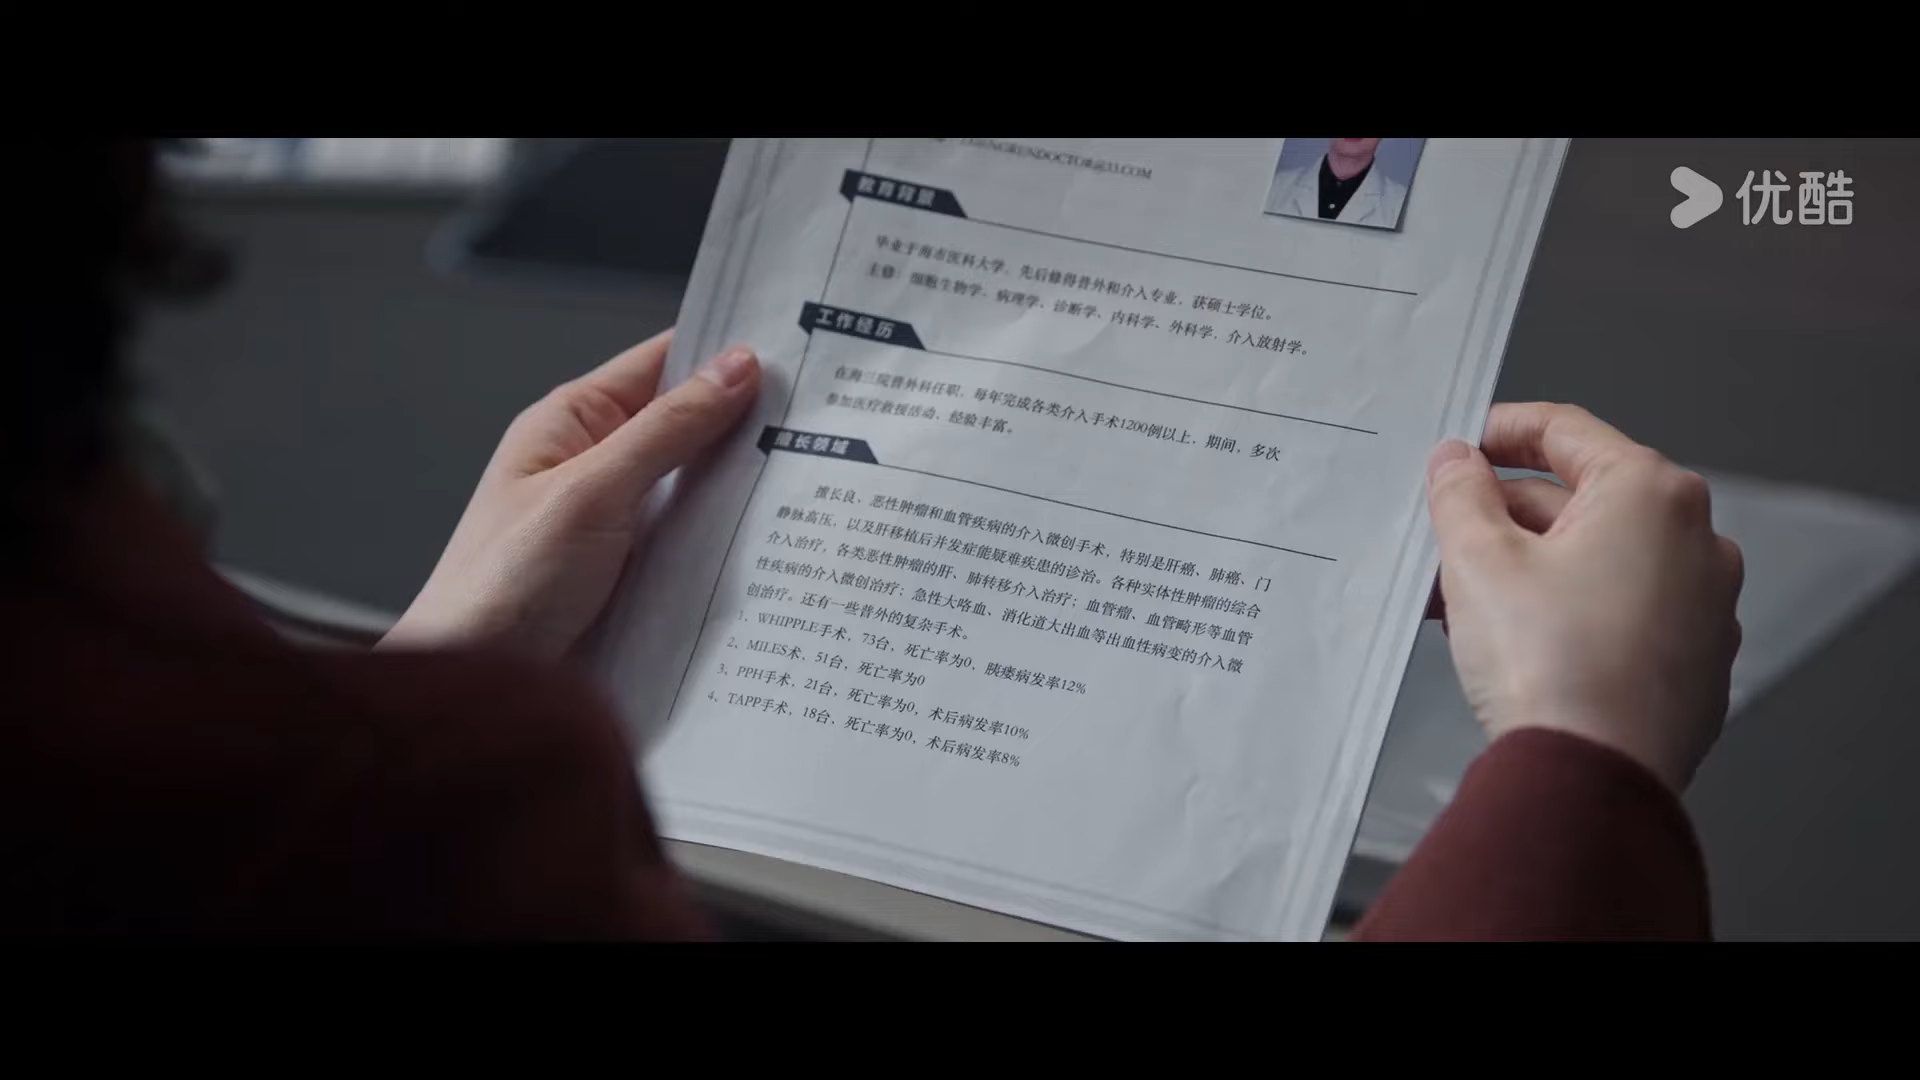 优酷
教育背景
毕业于海市医科大学，先后修得普外和介入专业，获硕士学位。
主修：细胞生物学、病理学、诊断学、内科学、外科学、介入放射学。
工作经历
在海三院普外科任职，每年完成各类介入手术1200例以上，期间，多次
参加医疗救援活动，经验丰富。
擅长领域
擅长良、恶性肿瘤和血管疾病的介入微创手术，特别是肝癌、肺癌、门
静脉高压，以及肝移植后并发症能疑难疾患的诊治。各种实体性肿瘤的综合
介入治疗，各类恶性肿瘤的肝、肺转移介入治疗；血管瘤、血管畸形等血管
性疾病的介入微创治疗；急性大咯血、消化道大出血等出血性病变的介入微
创治疗。还有一些普外的复杂手术。
1、WHIPPLE手术，73台，死亡率为0，胰瘘病发率12%
2、MILES术，51台，死亡率为0
3、PPH手术，21台，死亡率为0，术后病发率10%
4、TAPP手术，18台，死亡率为0，术后病发率8%